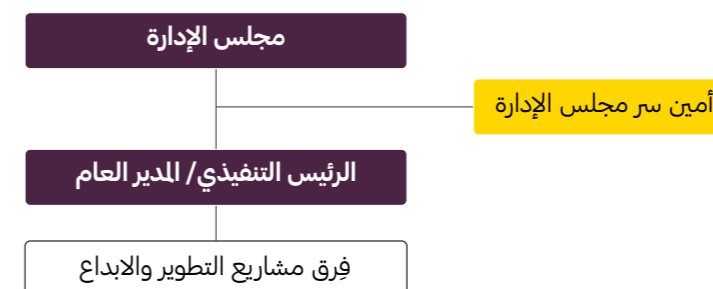 مجلس الإدارة
أمين سر مجلس الإدارة
الرئيس التنفيذي/ المدير العام
فِرق مشاريع التطوير والابداع